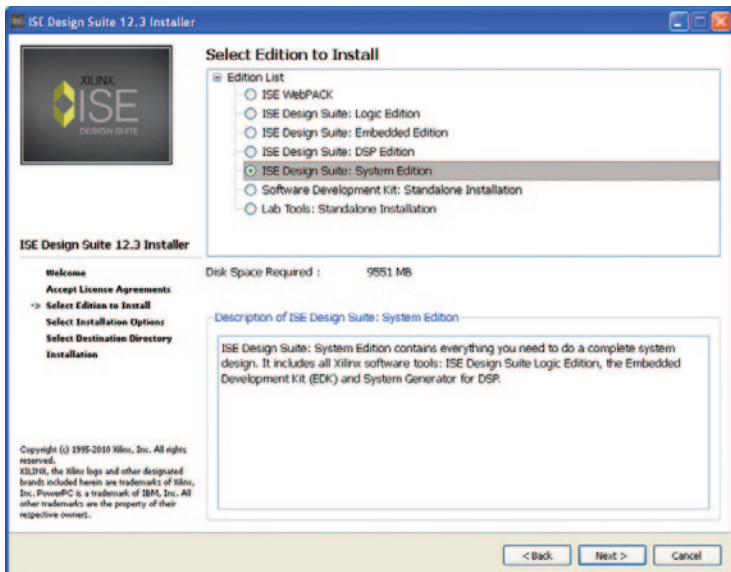 ISE Design Suite 12.3 Installer
XILINX
ISE
DESIGN SUITE
ISE Design Suite 12.3 Installer
Welcome
Accept License Agreements
-> Select Edition to Install
Select Installation Options
Select Destination Directory
Installation
Copyright (c) 1995-2010 Xilinx, Inc. All rights
reserved.
XILINX, the Xilinx logo and other designated
brands included herein are trademarks of Xilinx,
Inc. PowerPC is a trademark of IBM, Inc. All
other trademarks are the property of their
respective owners.
Select Edition to Install
Edition List
ISE WebPACK
ISE Design Suite: Logic Edition
ISE Design Suite: Embedded Edition
ISE Design Suite: DSP Edition
ISE Design Suite: System Edition
Software Development Kit: Standalone Installation
Lab Tools: Standalone Installation
Disk Space Required : 9551 MB
Description of ISE Design Suite: System Edition
ISE Design Suite: System Edition contains everything you need to do a complete system
design. It includes all Xilinx software tools: ISE Design Suite Logic Edition, the Embedded
Development Kit (EDK) and System Generator for DSP.
< Back Next > Cancel